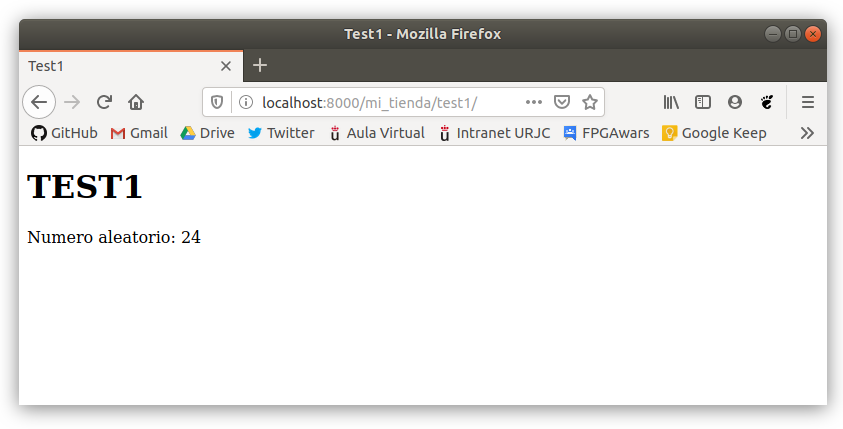 Test1 - Mozilla Firefox
Test1
localhost:8000/mi_tienda/test1/
GitHub Gmail Drive Twitter Aula Virtual Intranet URJC FPGAwars Google Keep
TEST1
Numero aleatorio: 24